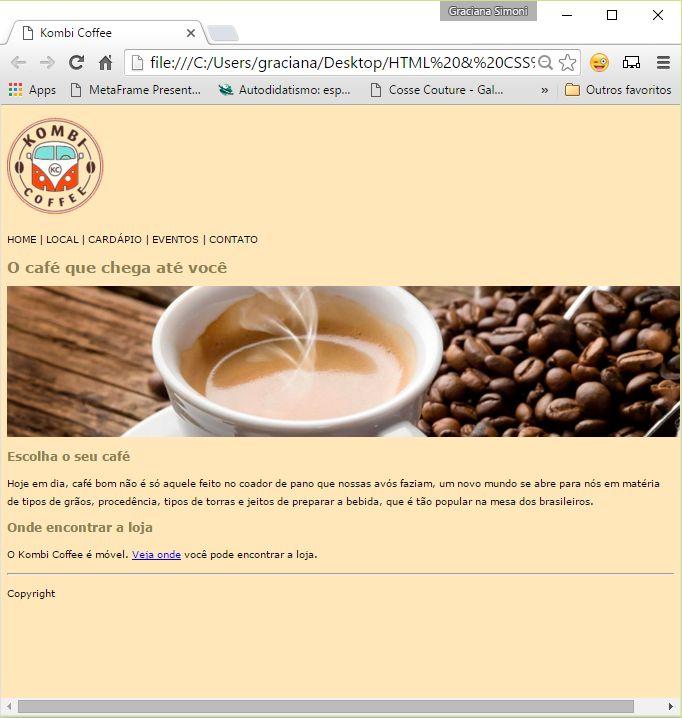 Graciana Simoni
Kombi Coffee
file:///C:/Users/graciana/Desktop/HTML%20&%20CSS%
Apps
MetaFrame Present...
Autodidatismo: esp...
Cosse Couture - Gal...
»
Outros favoritos
KOMBI
KC
COFFEE
HOME | LOCAL | CARDÁPIO | EVENTOS | CONTATO
O café que chega até você
Escolha o seu café
Hoje em dia, café bom não é só aquele feito no coador de pano que nossas avós faziam, um novo mundo se abre para nós em matéria
de tipos de grãos, procedência, tipos de torras e jeitos de preparar a bebida, que é tão popular na mesa dos brasileiros.
Onde encontrar a loja
O Kombi Coffee é móvel. Veja onde você pode encontrar a loja.
Copyright